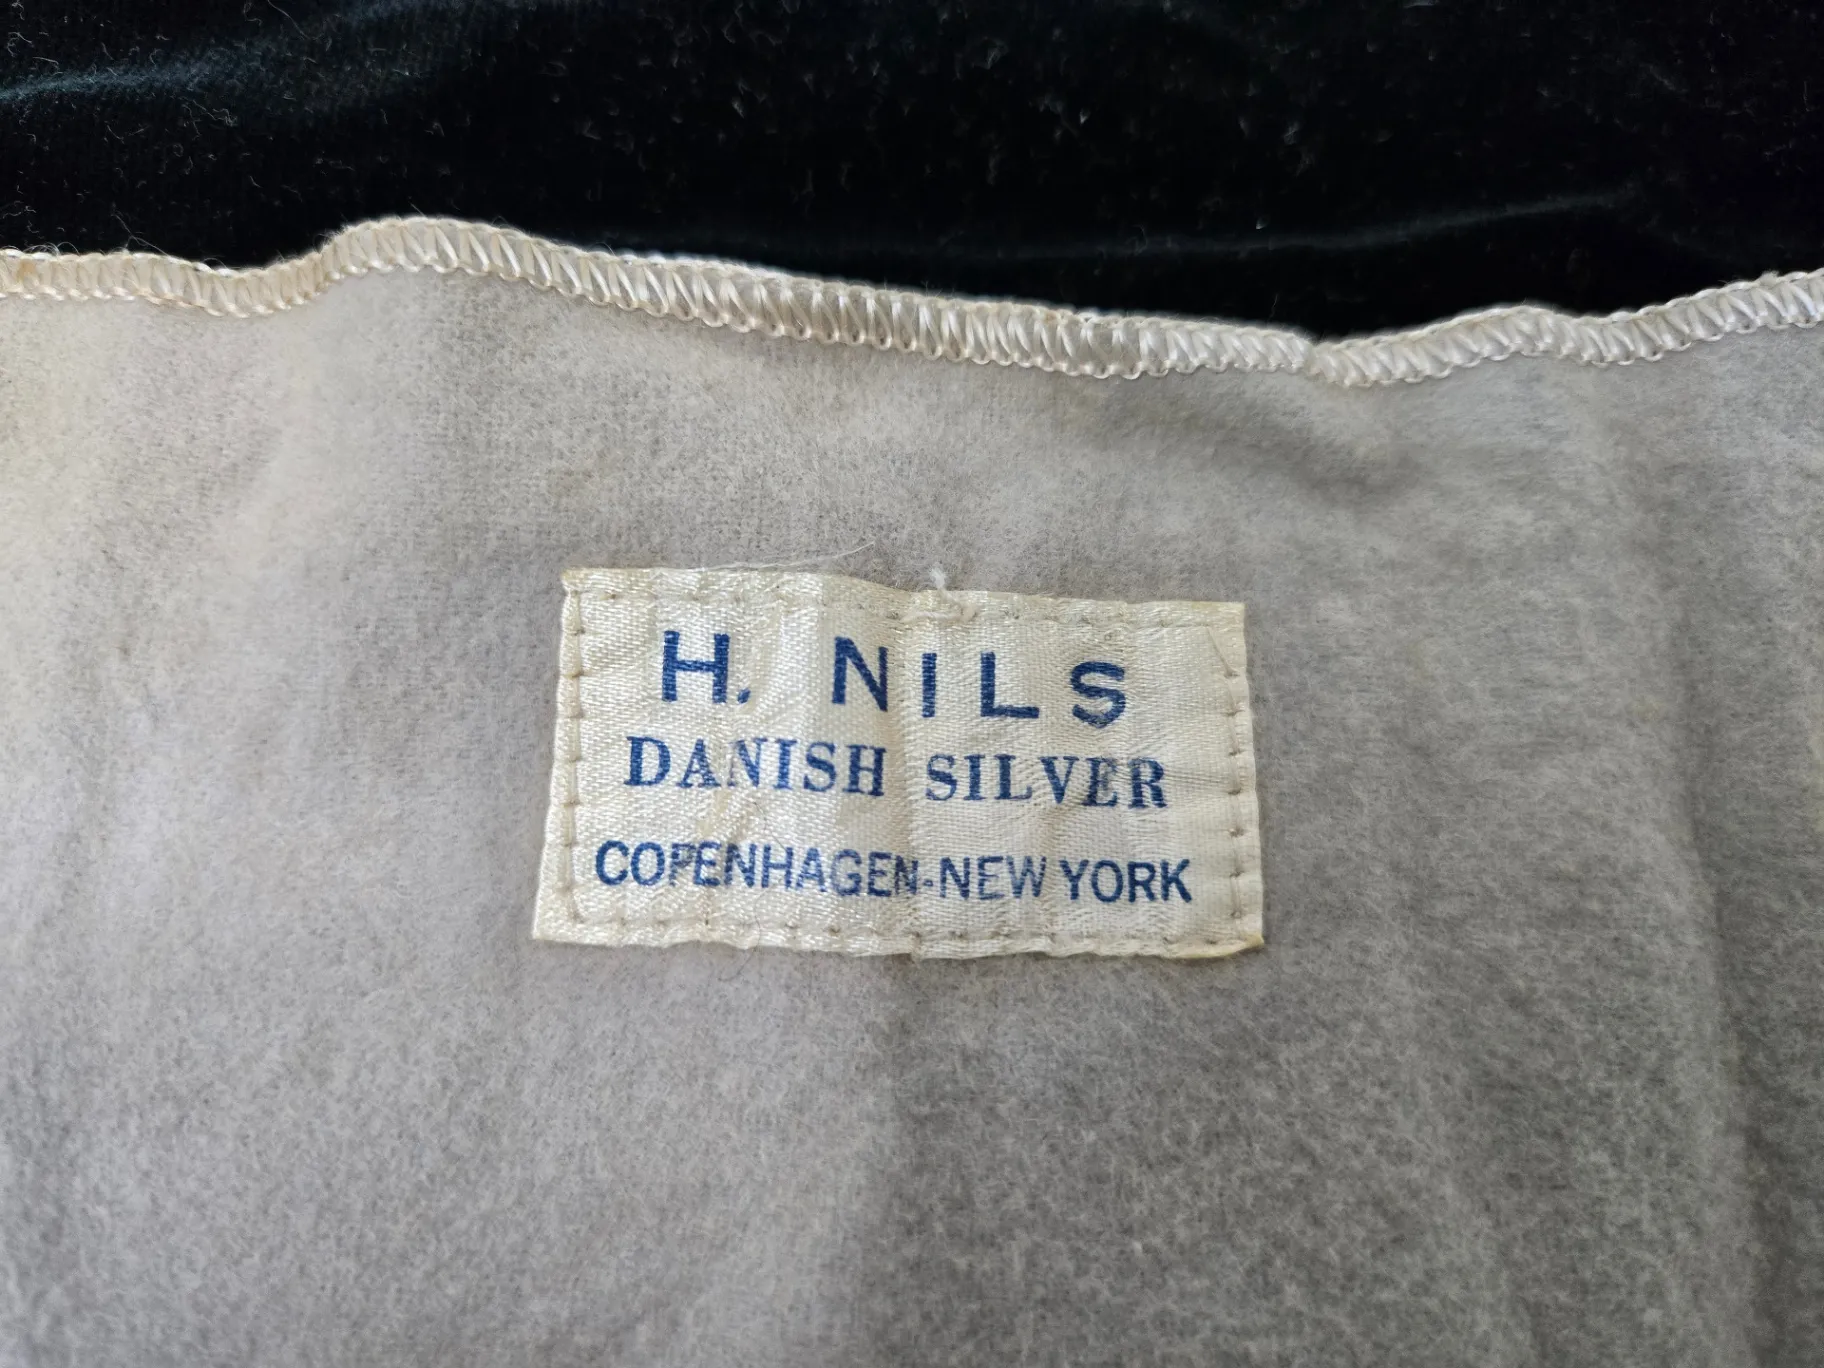 H. NILS
DANISH SILVER
COPENHAGEN-NEW YORK